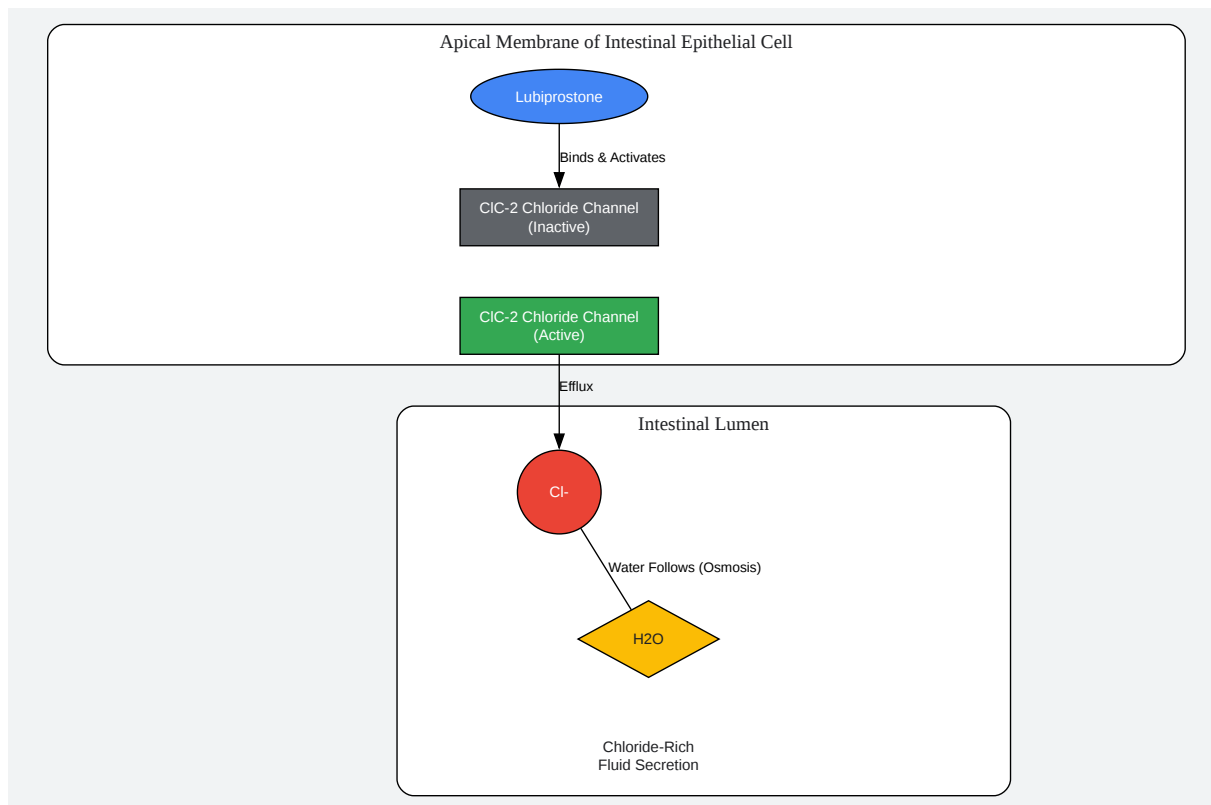 Apical Membrane of Intestinal Epithelial Cell
Lubiprostone
Binds & Activates
ClC-2 Chloride Channel
(Inactive)
ClC-2 Chloride Channel
(Active)
Efflux
Intestinal Lumen
Cl-
Water Follows (Osmosis)
H2O
Chloride-Rich
Fluid Secretion